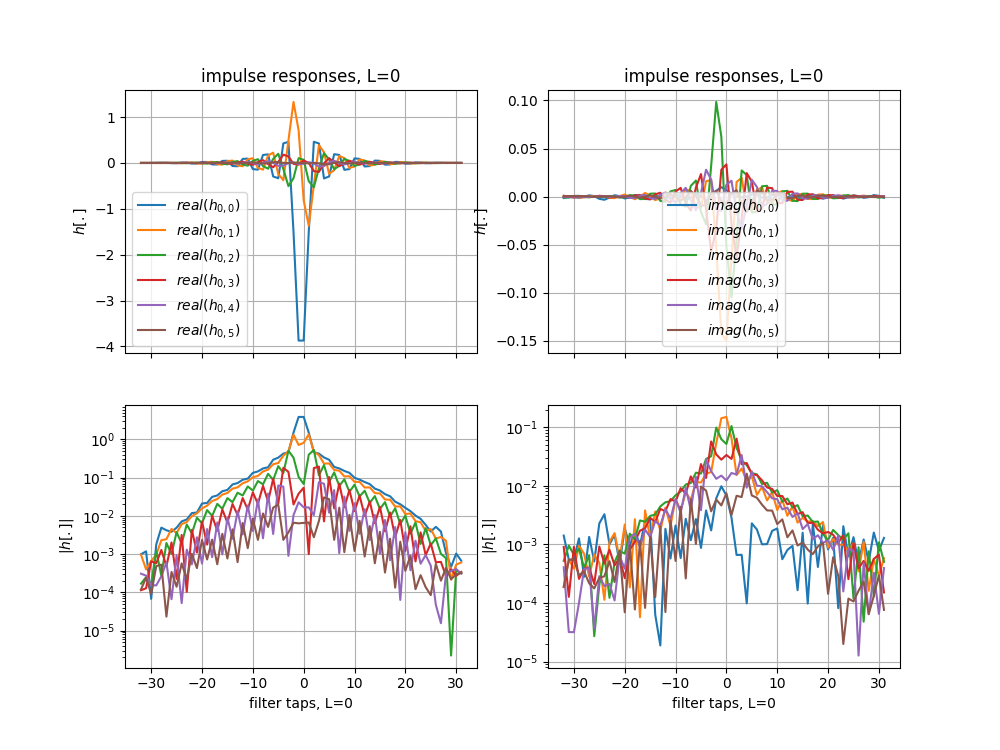 impulse responses, L=0
impulse responses, L=0
1
0
−1
−2
−3
−4
h[.]
real(h0,0)
real(h0,1)
real(h0,2)
real(h0,3)
real(h0,4)
real(h0,5)
0.10
0.05
0.00
−0.05
−0.10
−0.15
h[.]
imag(h0,0)
imag(h0,1)
imag(h0,2)
imag(h0,3)
imag(h0,4)
imag(h0,5)
10⁰
10⁻¹
10⁻²
10⁻³
10⁻⁴
10⁻⁵
|h[.]|
−30 −20 −10 0 10 20 30
filter taps, L=0
10⁻¹
10⁻²
10⁻³
10⁻⁴
10⁻⁵
|h[.]|
−30 −20 −10 0 10 20 30
filter taps, L=0